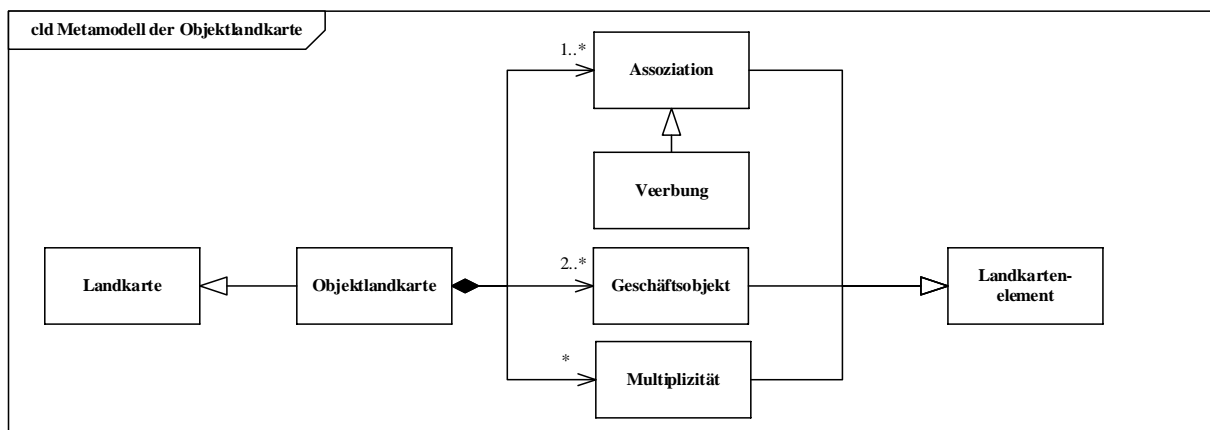 cld Metamodell der Objektlandkarte
1..*
Assoziation
Veerbung
Landkarte
Objektlandkarte
2..*
Geschäftsobjekt
Landkarten-
element
*
Multiplizität